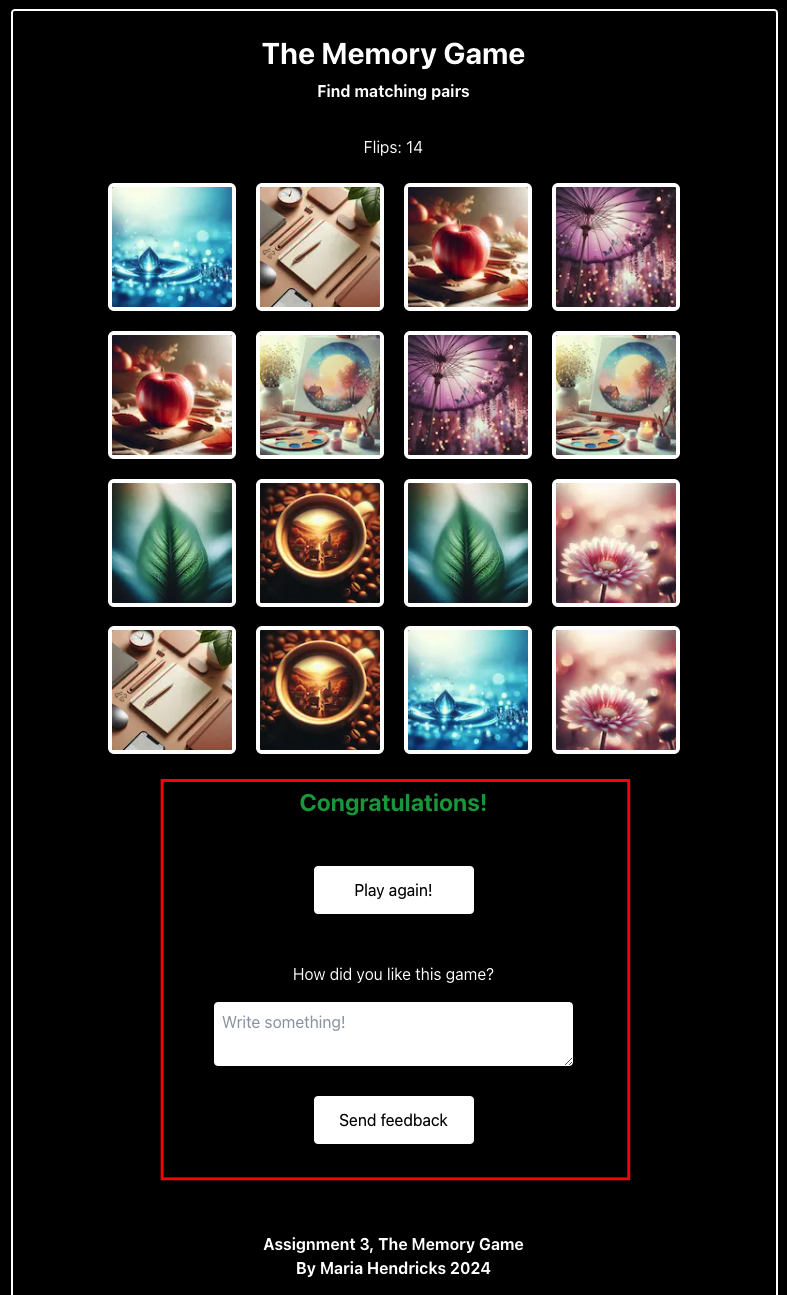 The Memory Game
Find matching pairs
Flips: 14
Congratulations!
Play again!
How did you like this game?
Write something!
Send feedback
Assignment 3, The Memory Game
By Maria Hendricks 2024